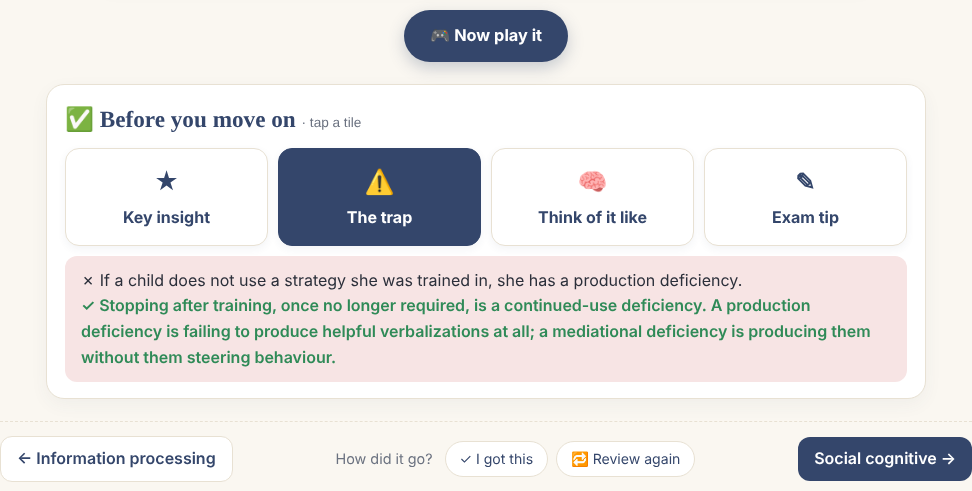 🎮 Now play it
✅ Before you move on · tap a tile
★
Key insight
⚠️
The trap
🧠
Think of it like
✎
Exam tip
× If a child does not use a strategy she was trained in, she has a production deficiency.
✓ Stopping after training, once no longer required, is a continued-use deficiency. A production
deficiency is failing to produce helpful verbalizations at all; a mediational deficiency is producing them
without them steering behaviour.
← Information processing
How did it go?
✓ I got this
🔁 Review again
Social cognitive →